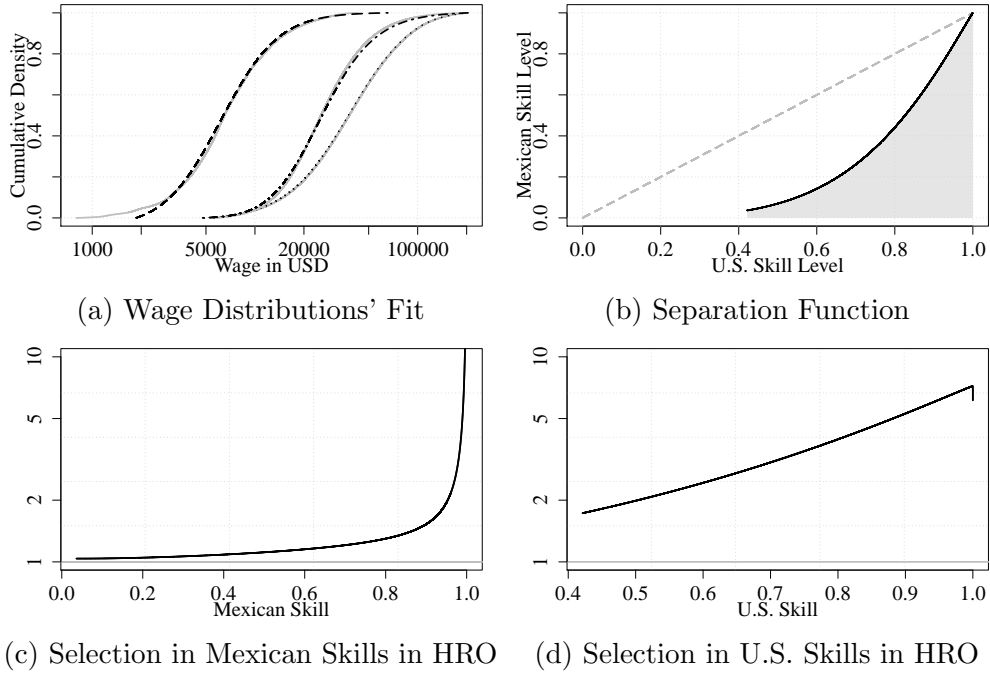 Cumulative Density
0.0 0.4 0.8
1000 5000 20000 100000
Wage in USD
(a) Wage Distributions' Fit
Mexican Skill Level
0.0 0.4 0.8
0.0 0.2 0.4 0.6 0.8 1.0
U.S. Skill Level
(b) Separation Function
1 2 5 10
0.0 0.2 0.4 0.6 0.8 1.0
Mexican Skill
(c) Selection in Mexican Skills in HRO
1 2 5 10
0.4 0.5 0.6 0.7 0.8 0.9 1.0
U.S. Skill
(d) Selection in U.S. Skills in HRO